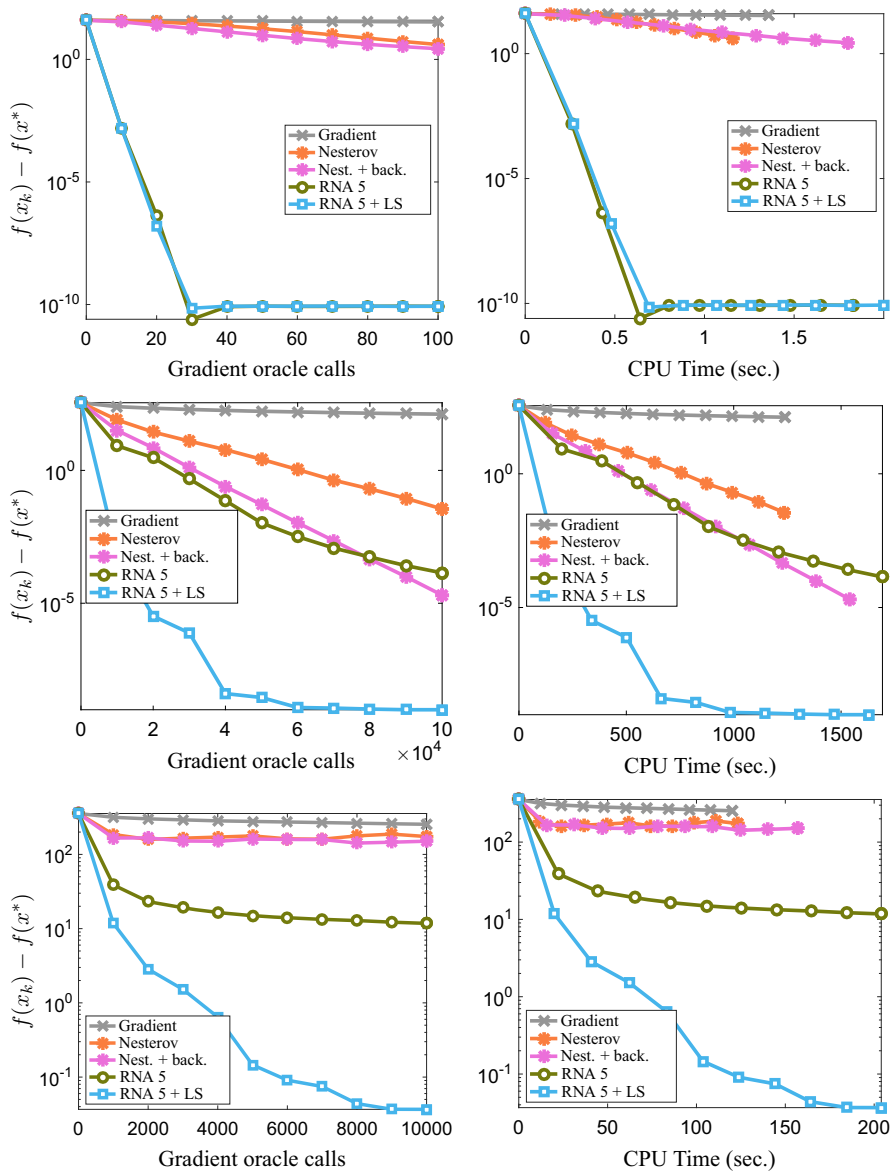 f(x_k) − f(x*)
10^0
10^-5
10^-10
Gradient
Nesterov
Nest. + back.
RNA 5
RNA 5 + LS
0 20 40 60 80 100
Gradient oracle calls
10^0
10^-5
10^-10
Gradient
Nesterov
Nest. + back.
RNA 5
RNA 5 + LS
0 0.5 1 1.5
CPU Time (sec.)
f(x_k) − f(x*)
10^0
10^-5
Gradient
Nesterov
Nest. + back.
RNA 5
RNA 5 + LS
0 2 4 6 8 10
× 10^4
Gradient oracle calls
10^0
10^-5
Gradient
Nesterov
Nest. + back.
RNA 5
RNA 5 + LS
0 500 1000 1500
CPU Time (sec.)
f(x_k) − f(x*)
10^2
10^1
10^0
10^-1
Gradient
Nesterov
Nest. + back.
RNA 5
RNA 5 + LS
0 2000 4000 6000 8000 10000
Gradient oracle calls
10^2
10^1
10^0
10^-1
Gradient
Nesterov
Nest. + back.
RNA 5
RNA 5 + LS
0 50 100 150 200
CPU Time (sec.)